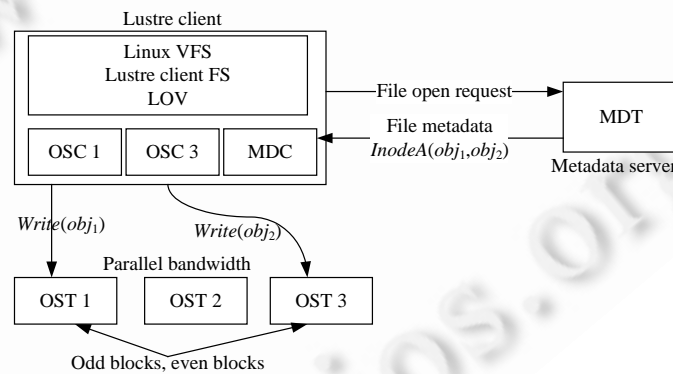 Lustre client
Linux VFS
Lustre client FS
LOV
OSC 1
OSC 3
MDC
File open request
File metadata
InodeA(obj₁,obj₂)
MDT
Metadata server
Write(obj₁)
Write(obj₂)
Parallel bandwidth
OST 1
OST 2
OST 3
Odd blocks, even blocks